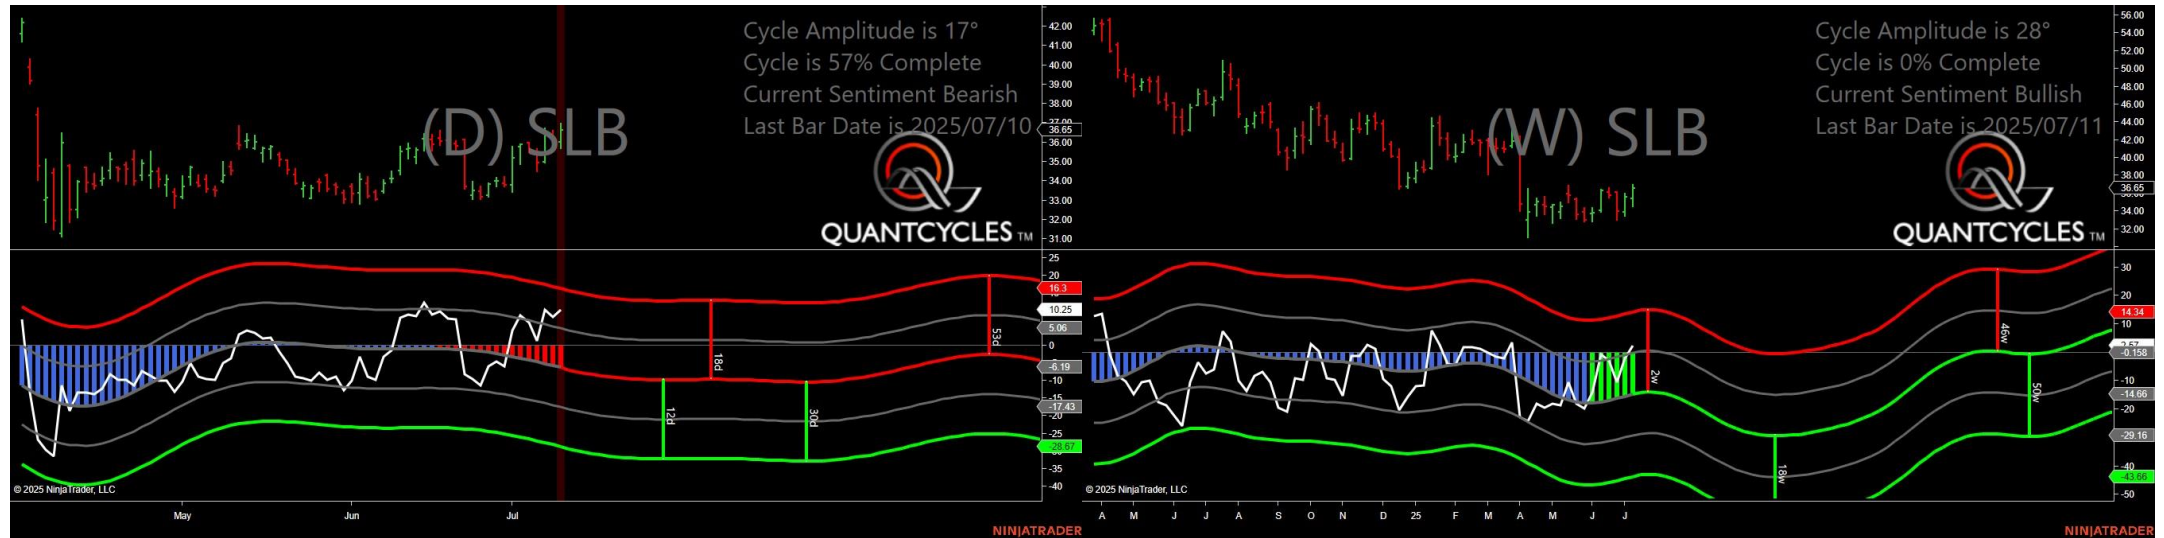 Cycle Amplitude is 17°
Cycle is 57% Complete
Current Sentiment Bearish
Last Bar Date is 2025/07/10
(D) SLB
QUANTCYCLES TM
42.00
41.00
40.00
39.00
38.00
37.00
36.65
36.00
35.00
34.00
33.00
32.00
31.00
25
20
16.3
10.25
5.06
0
-6.19
-10
-15
-17.43
-20
-25
-28.67
-35
-40
18d
53d
12d
30d
© 2025 NinjaTrader, LLC
May
Jun
Jul
NINJATRADER
Cycle Amplitude is 28°
Cycle is 0% Complete
Current Sentiment Bullish
Last Bar Date is 2025/07/11
(W) SLB
QUANTCYCLES TM
56.00
54.00
52.00
50.00
48.00
46.00
44.00
42.00
40.00
38.00
36.65
34.00
32.00
30
20
14.34
10
-0.158
-10
-14.66
-20
-29.16
-40
-43.66
-50
2w
46w
18w
50w
© 2025 NinjaTrader, LLC
A M J J A S O N D 25 F M A M J J
NINJATRADER